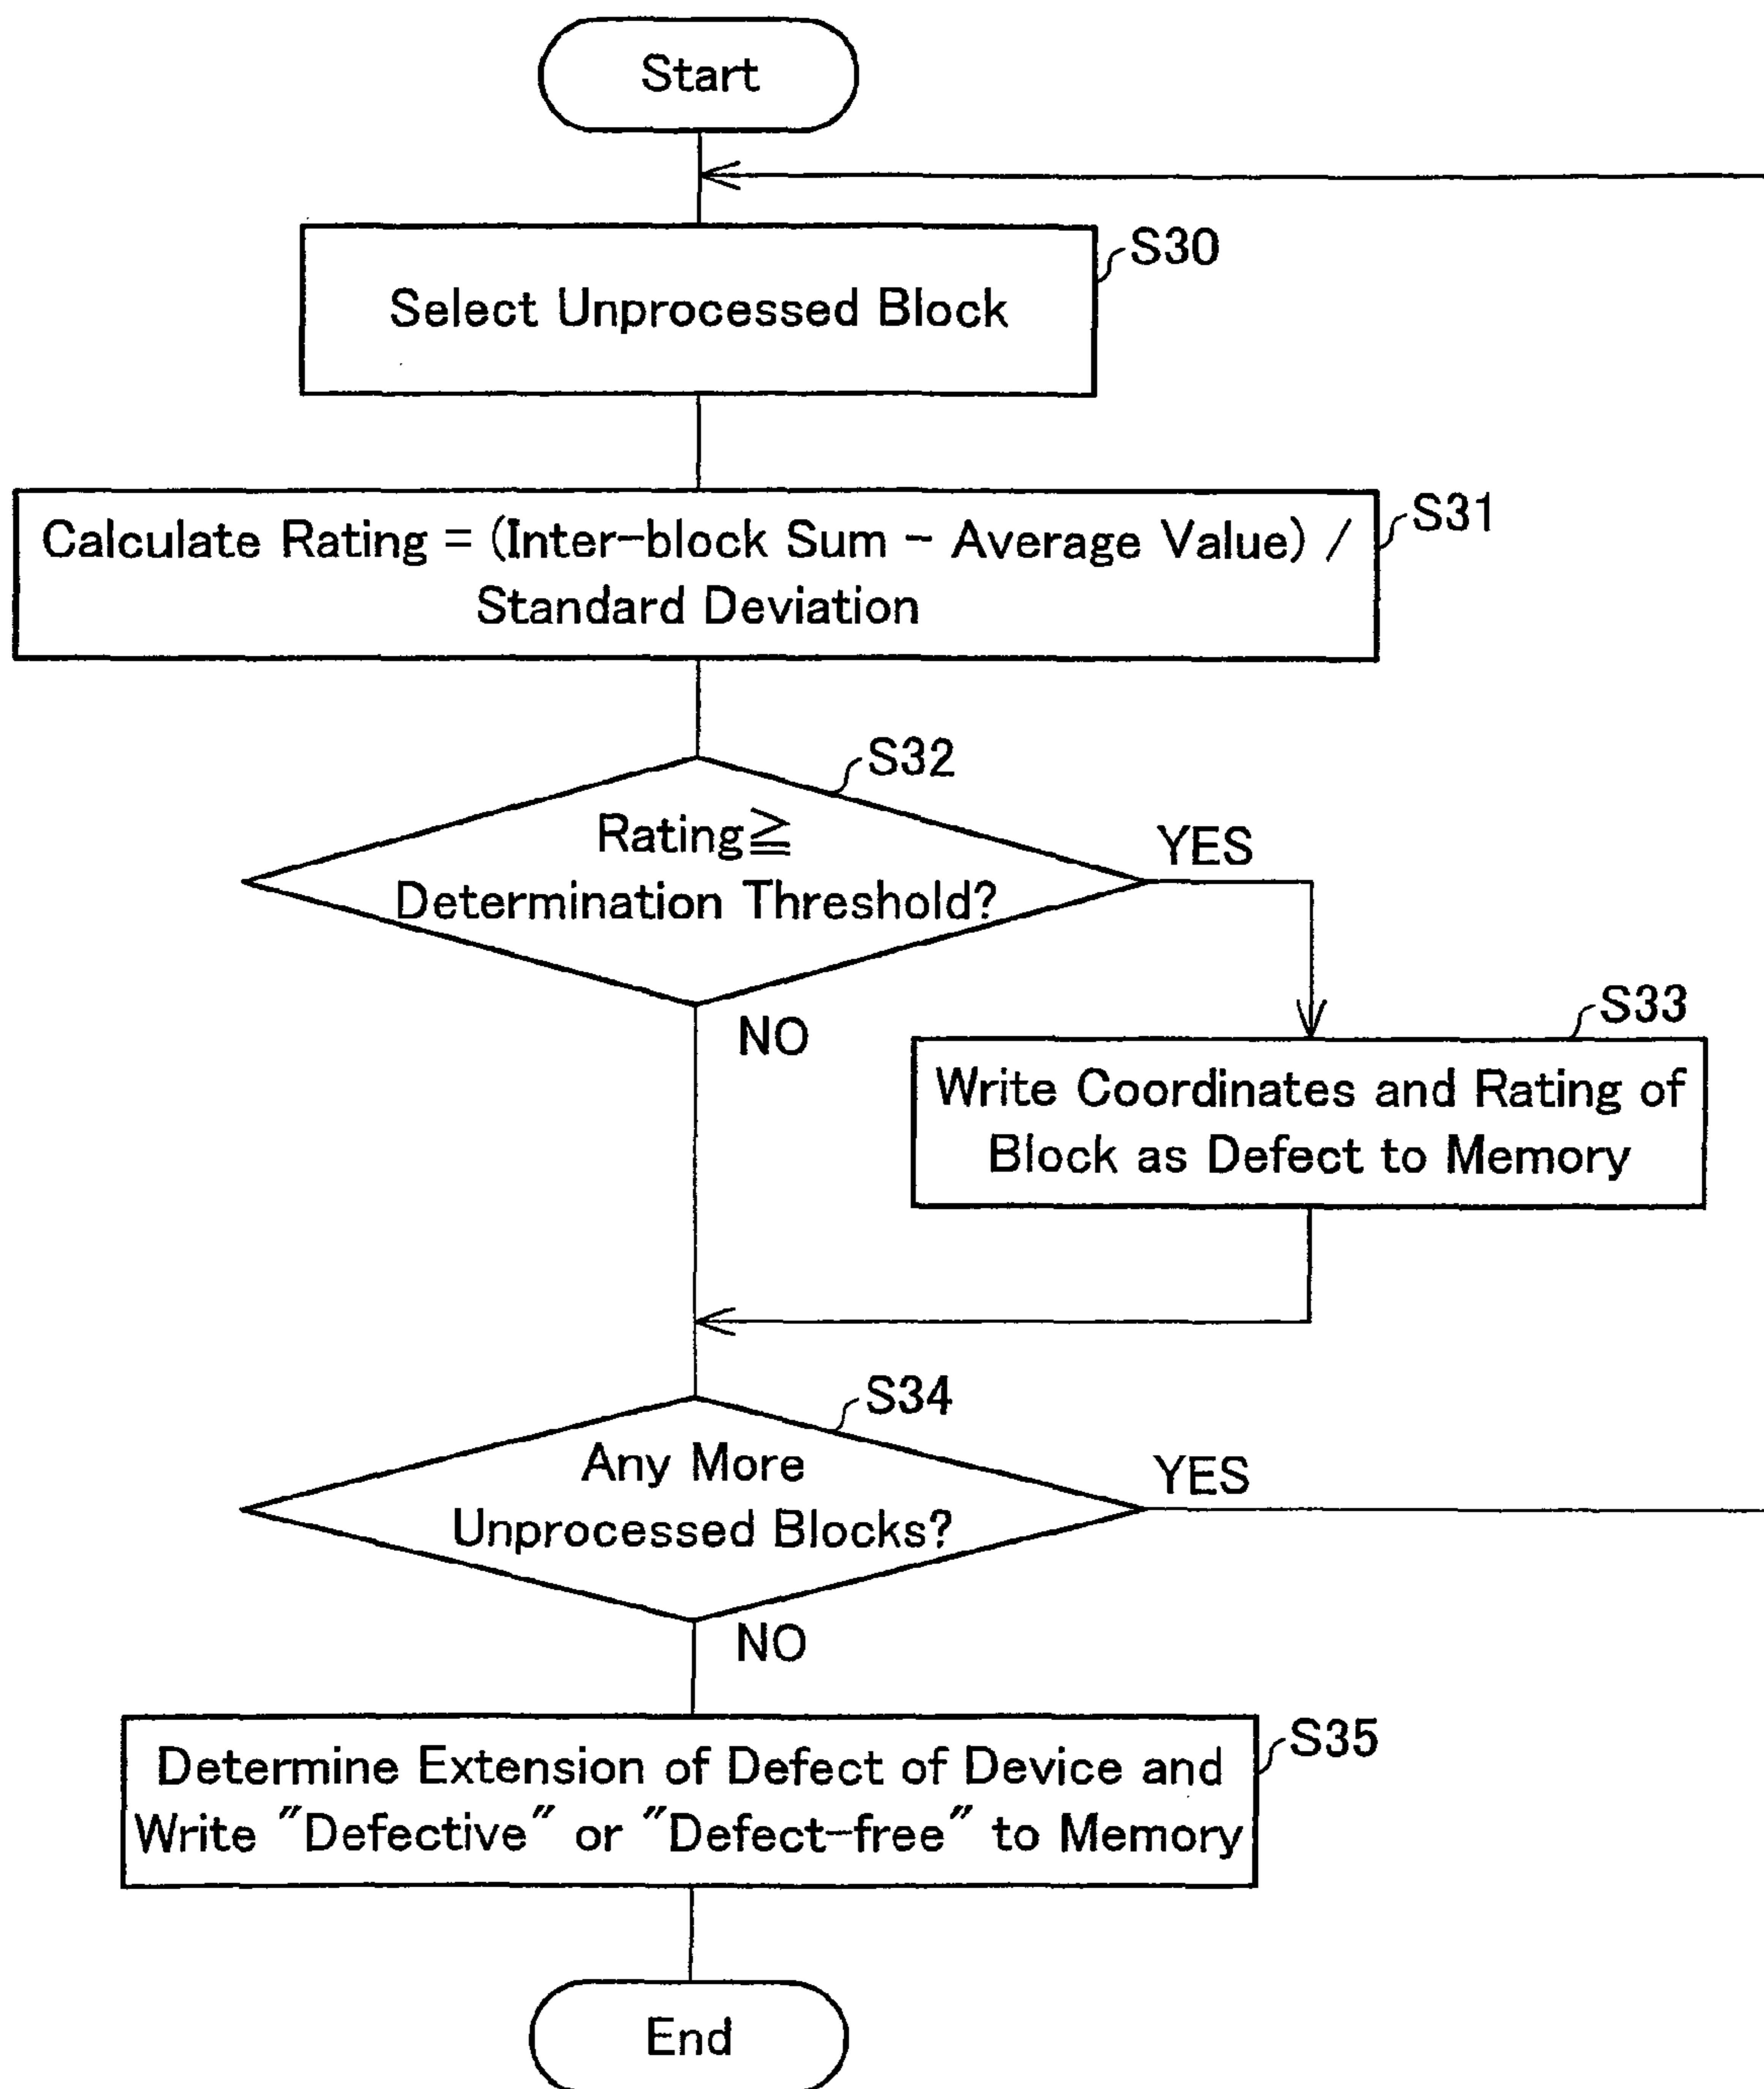 Start
S30
Select Unprocessed Block
S31
Calculate Rating = (Inter-block Sum - Average Value) /
Standard Deviation
S32
Rating≧
Determination Threshold?
YES
NO
S33
Write Coordinates and Rating of
Block as Defect to Memory
S34
Any More
Unprocessed Blocks?
YES
NO
S35
Determine Extension of Defect of Device and
Write "Defective" or "Defect-free" to Memory
End